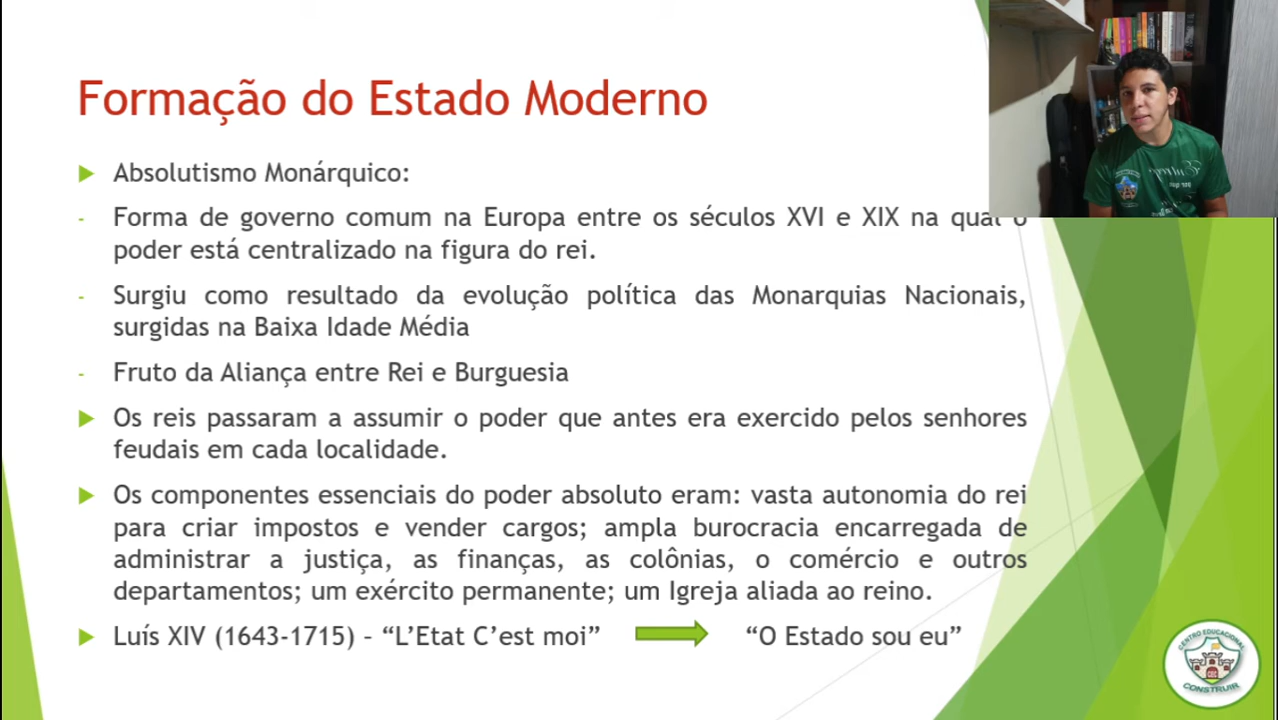 Formação do Estado Moderno
Absolutismo Monárquico:
- Forma de governo comum na Europa entre os séculos XVI e XIX na qual o
poder está centralizado na figura do rei.
- Surgiu como resultado da evolução política das Monarquias Nacionais,
surgidas na Baixa Idade Média
- Fruto da Aliança entre Rei e Burguesia
Os reis passaram a assumir o poder que antes era exercido pelos senhores
feudais em cada localidade.
Os componentes essenciais do poder absoluto eram: vasta autonomia do rei
para criar impostos e vender cargos; ampla burocracia encarregada de
administrar a justiça, as finanças, as colônias, o comércio e outros
departamentos; um exército permanente; um Igreja aliada ao reino.
Luís XIV (1643-1715) – “L’Etat C’est moi” “O Estado sou eu”
CENTRO EDUCACIONAL
CEC
CONSTRUIR